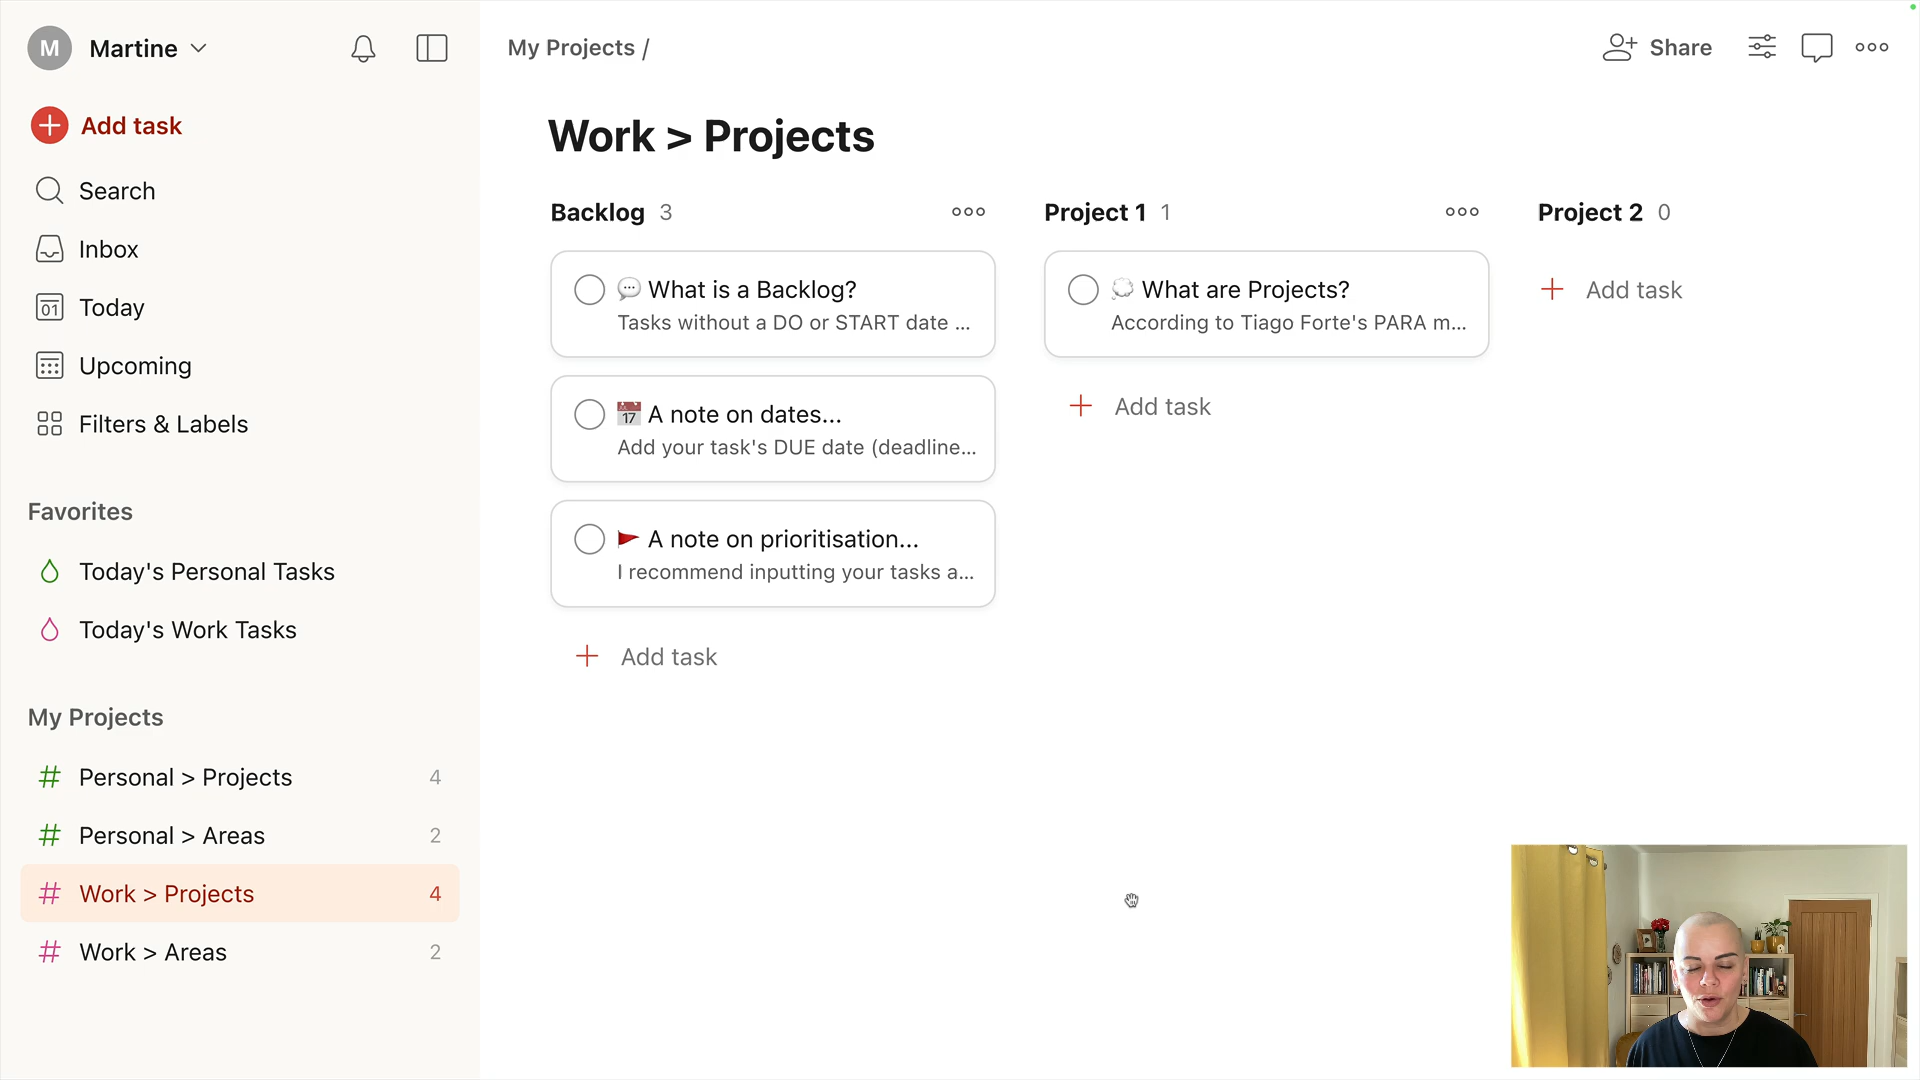 M Martine
Add task
Search
Inbox
01 Today
Upcoming
Filters & Labels
Favorites
Today's Personal Tasks
Today's Work Tasks
My Projects
# Personal > Projects 4
# Personal > Areas 2
# Work > Projects 4
# Work > Areas 2
My Projects /
Share
Work > Projects
Backlog 3
💬 What is a Backlog?
Tasks without a DO or START date ...
📅 17 A note on dates...
Add your task's DUE date (deadline...
🚩 A note on prioritisation...
I recommend inputting your tasks a...
+ Add task
Project 1 1
💭 What are Projects?
According to Tiago Forte's PARA m...
+ Add task
Project 2 0
+ Add task